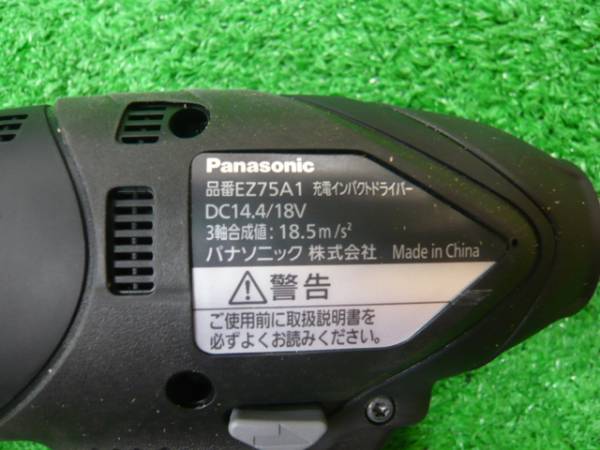 Panasonic
品番EZ75A1 充電インパクトドライバー
DC14.4/18V
3軸合成値: 18.5m/s²
パナソニック 株式会社 Made in China
警告
ご使用前に取扱説明書を
必ずよくお読みください。